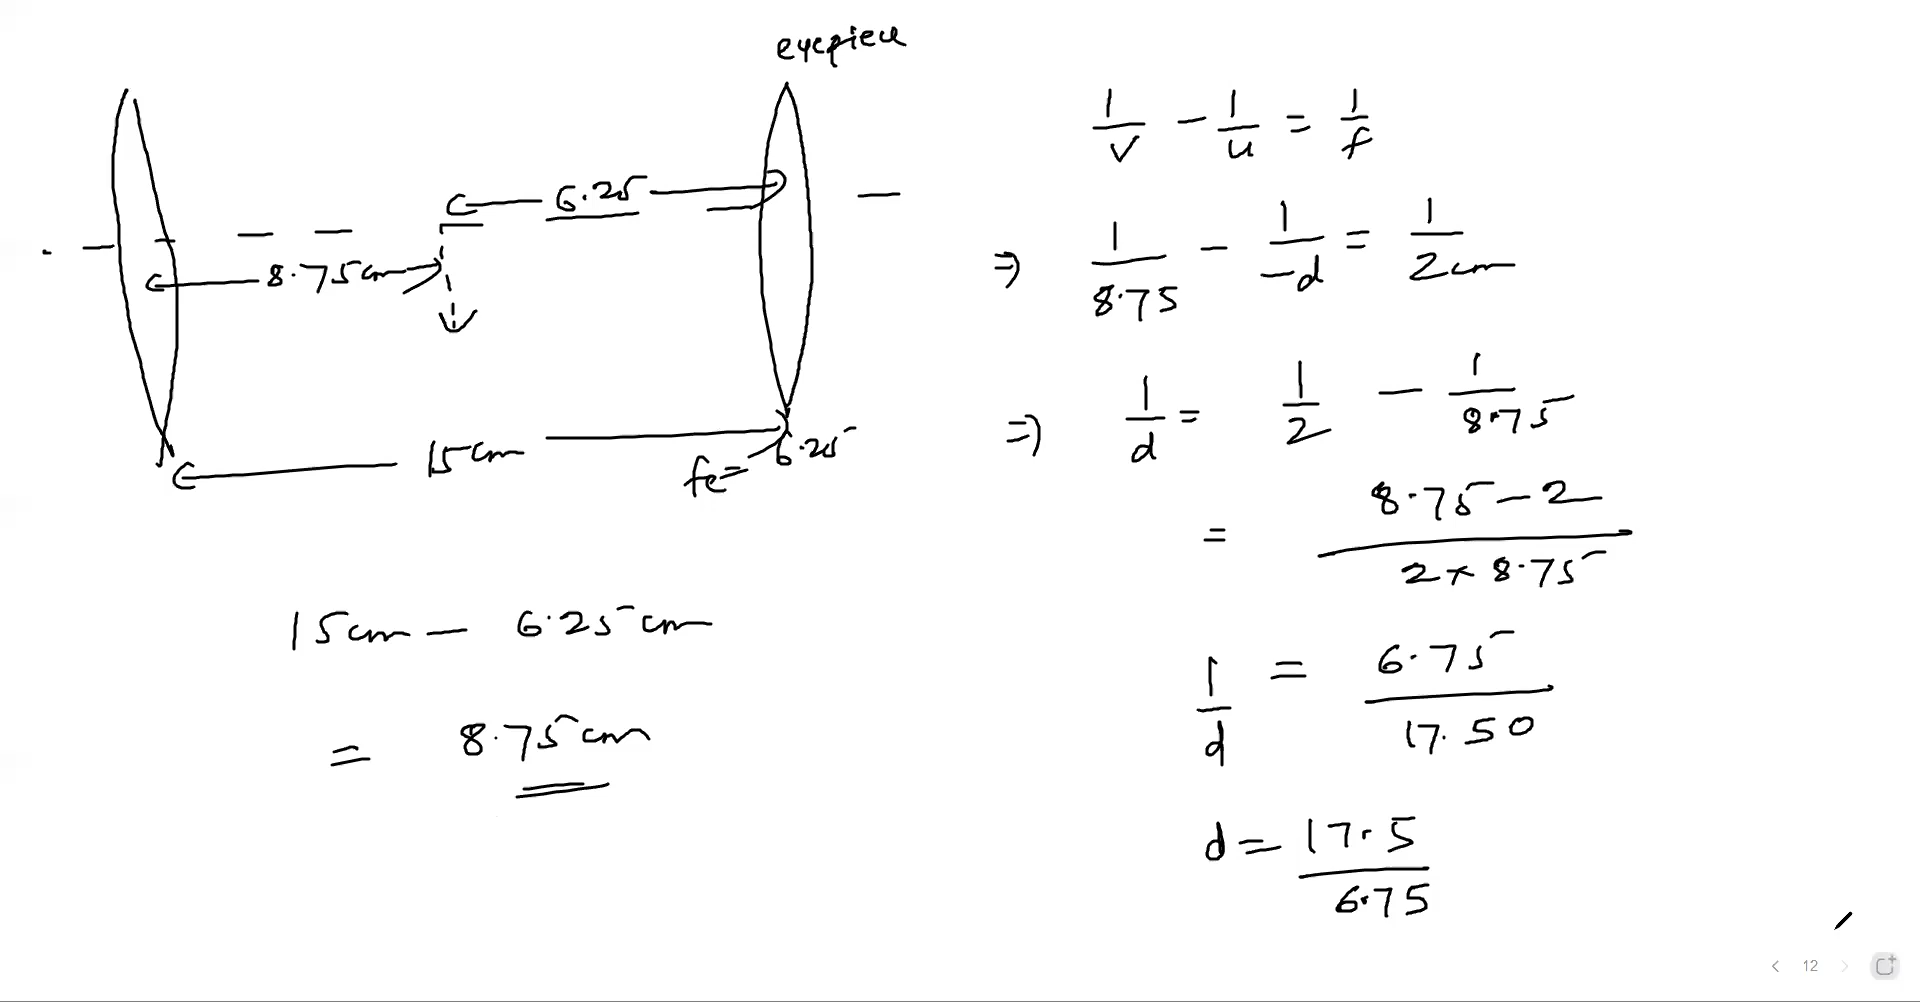 eyepiece
6.25
8.75cm
15cm
fe = 6.25
15cm - 6.25cm
= 8.75cm
1/v - 1/u = 1/f
⇒ 1/8.75 - 1/-d = 1/2cm
⇒ 1/d = 1/2 - 1/8.75
= 8.75-2 / 2×8.75
1/d = 6.75/17.50
d = 17.5/6.75
12